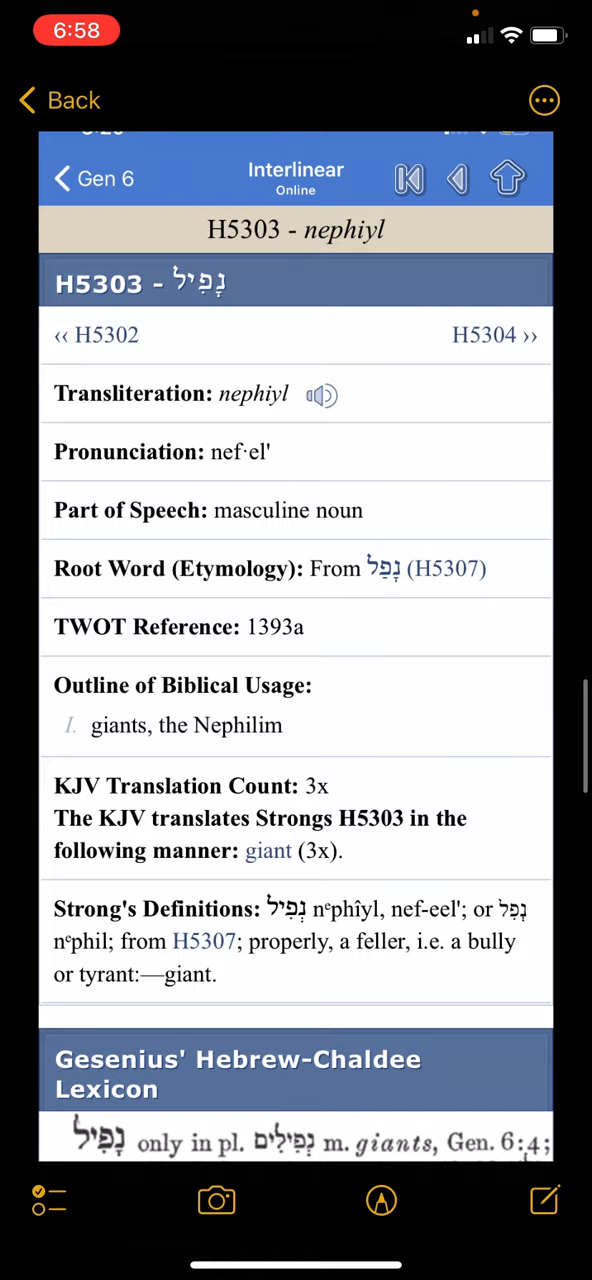 6:58
Back
Gen 6
Interlinear
Online
H5303 - nephiyl
H5303 - נָפִיל
‹‹ H5302
H5304 ››
Transliteration: nephiyl
Pronunciation: nef·el'
Part of Speech: masculine noun
Root Word (Etymology): From נָפַל (H5307)
TWOT Reference: 1393a
Outline of Biblical Usage:
I. giants, the Nephilim
KJV Translation Count: 3x
The KJV translates Strongs H5303 in the
following manner: giant (3x).
Strong's Definitions: נְפִיל nᵉphîyl, nef-eel'; or נְפִל
nᵉphil; from H5307; properly, a feller, i.e. a bully
or tyrant:—giant.
Gesenius' Hebrew-Chaldee
Lexicon
נָפִיל only in pl. נְפִילִים m. giants, Gen. 6:4;